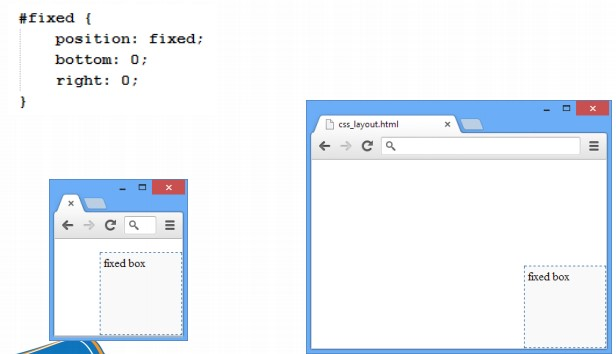 #fixed {
position: fixed;
bottom: 0;
right: 0;
}
css_layout.html
fixed box
fixed box